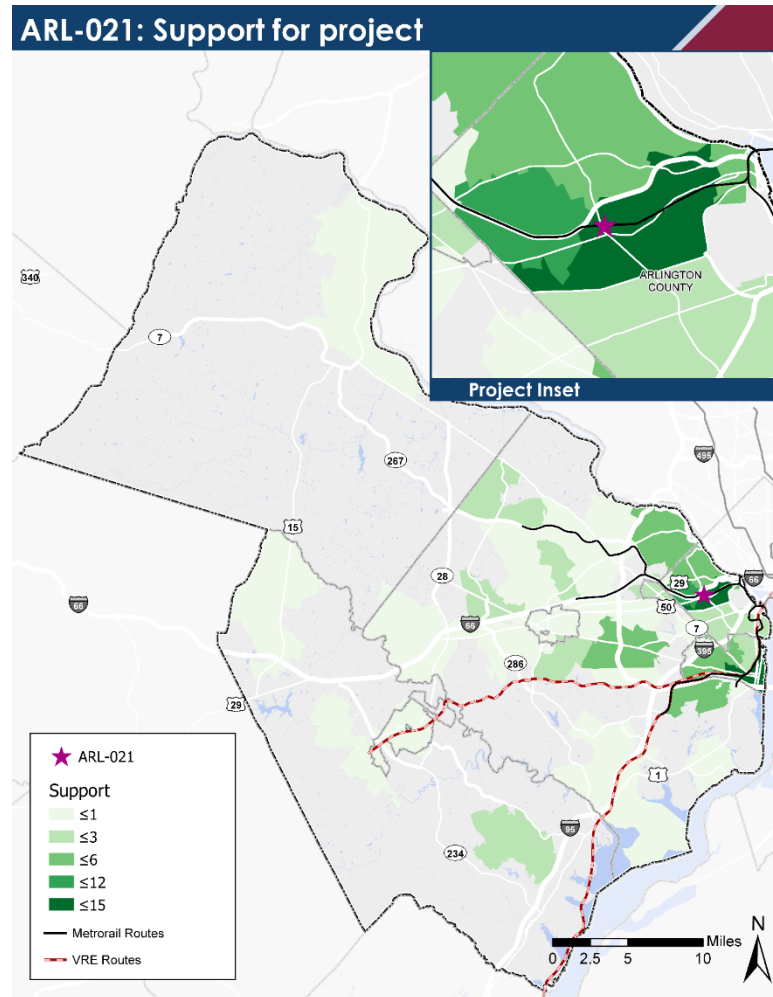 ARL-021: Support for project
ARLINGTON
COUNTY
Project Inset
340
7
267
495
15
28
29
66
66
50
7
66
66
395
286
29
1
95
234
ARL-021
Support
≤1
≤3
≤6
≤12
≤15
Metrorail Routes
VRE Routes
Miles
0 2.5 5 10
N